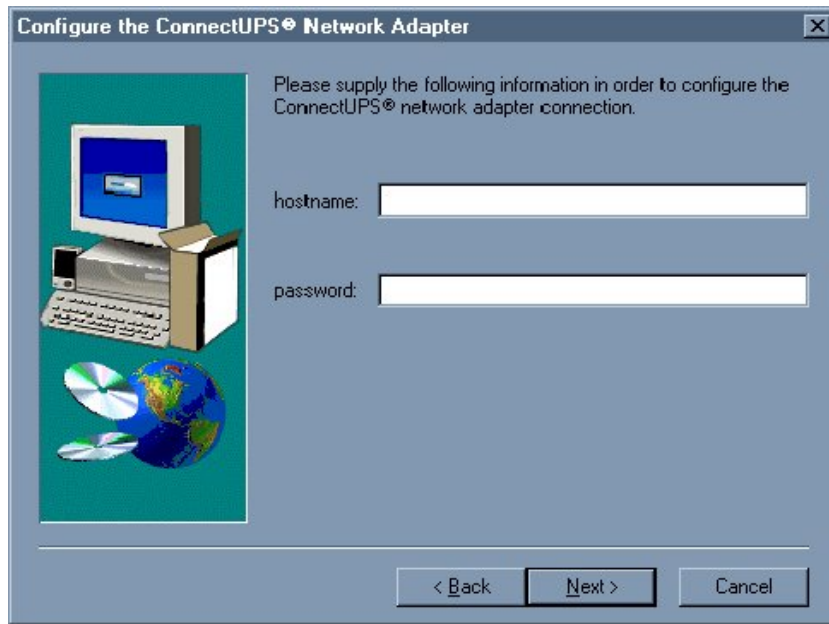 Configure the ConnectUPS® Network Adapter
Please supply the following information in order to configure the
ConnectUPS® network adapter connection.
hostname:
password:
< Back
Next >
Cancel